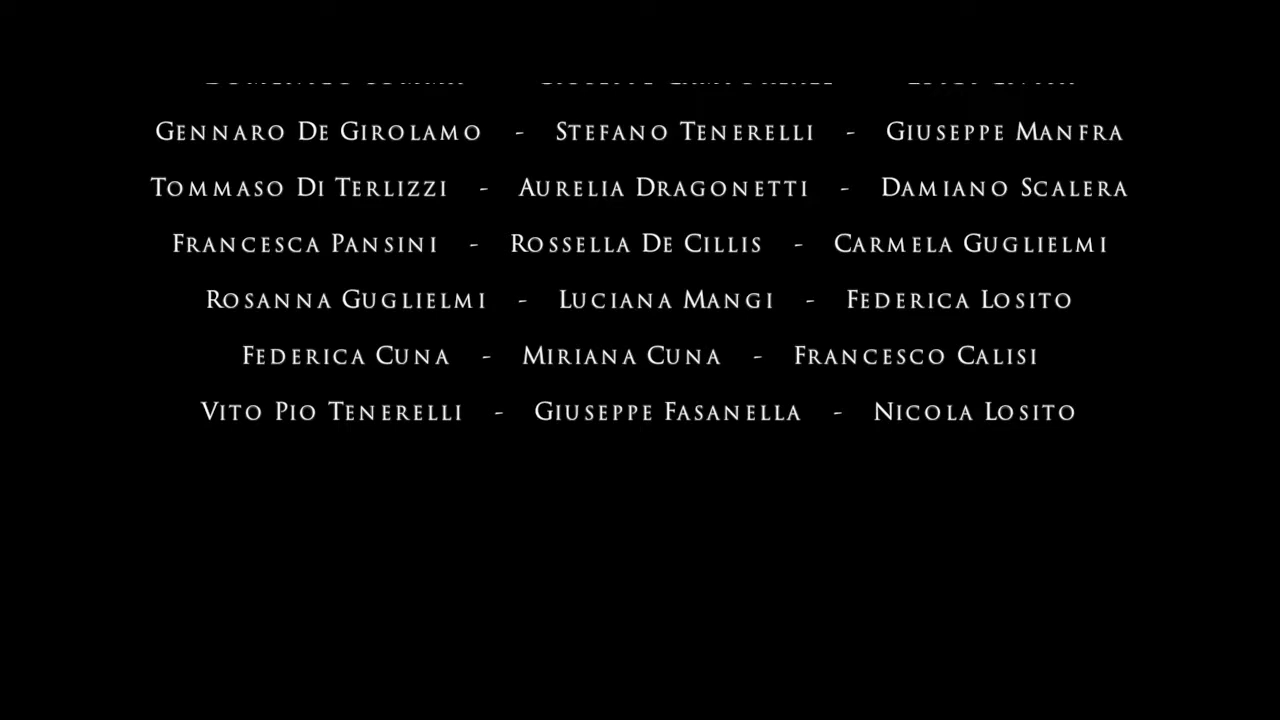 Gennaro De Girolamo - Stefano Tenerelli - Giuseppe Manfra
Tommaso Di Terlizzi - Aurelia Dragonetti - Damiano Scalera
Francesca Pansini - Rossella De Cillis - Carmela Guglielmi
Rosanna Guglielmi - Luciana Mangi - Federica Losito
Federica Cuna - Miriana Cuna - Francesco Calisi
Vito Pio Tenerelli - Giuseppe Fasanella - Nicola Losito